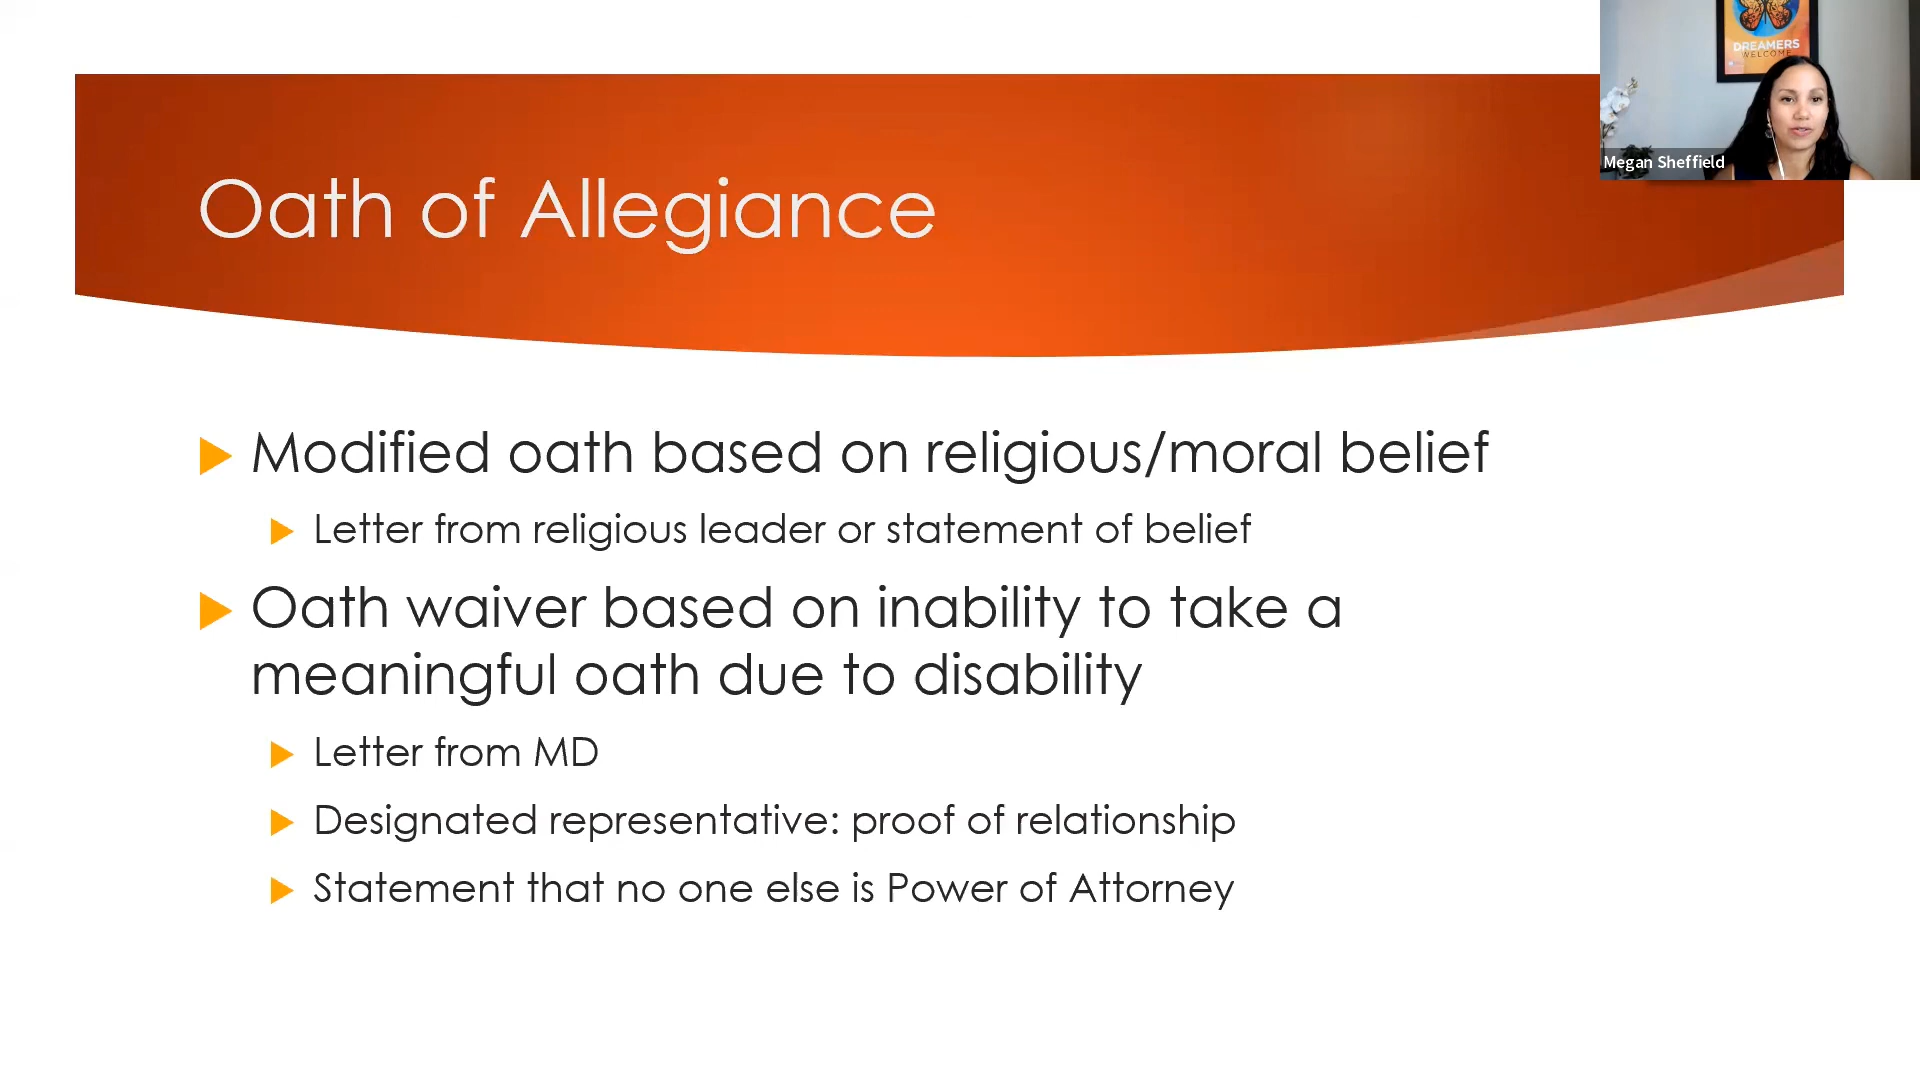 DREAMERS
WELCOME
Megan Sheffield
Oath of Allegiance
Modified oath based on religious/moral belief
Letter from religious leader or statement of belief
Oath waiver based on inability to take a
meaningful oath due to disability
Letter from MD
Designated representative: proof of relationship
Statement that no one else is Power of Attorney